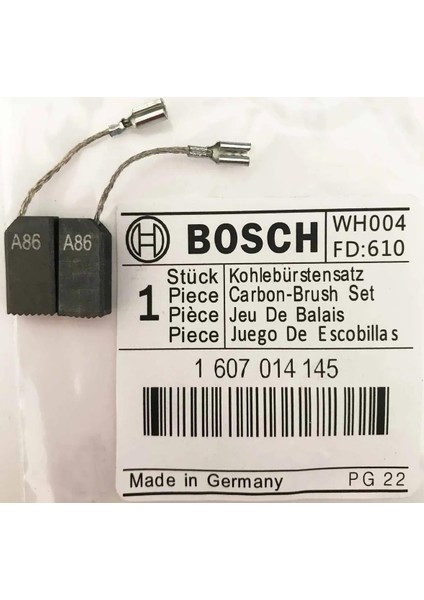 A86 A86
BOSCH
WH004
FD:610
1
Stück Kohlebürstensatz
Piece Carbon-Brush Set
Pièce Jeu De Balais
Piece Juego De Escobillas
1 607 014 145
Made in Germany PG 22